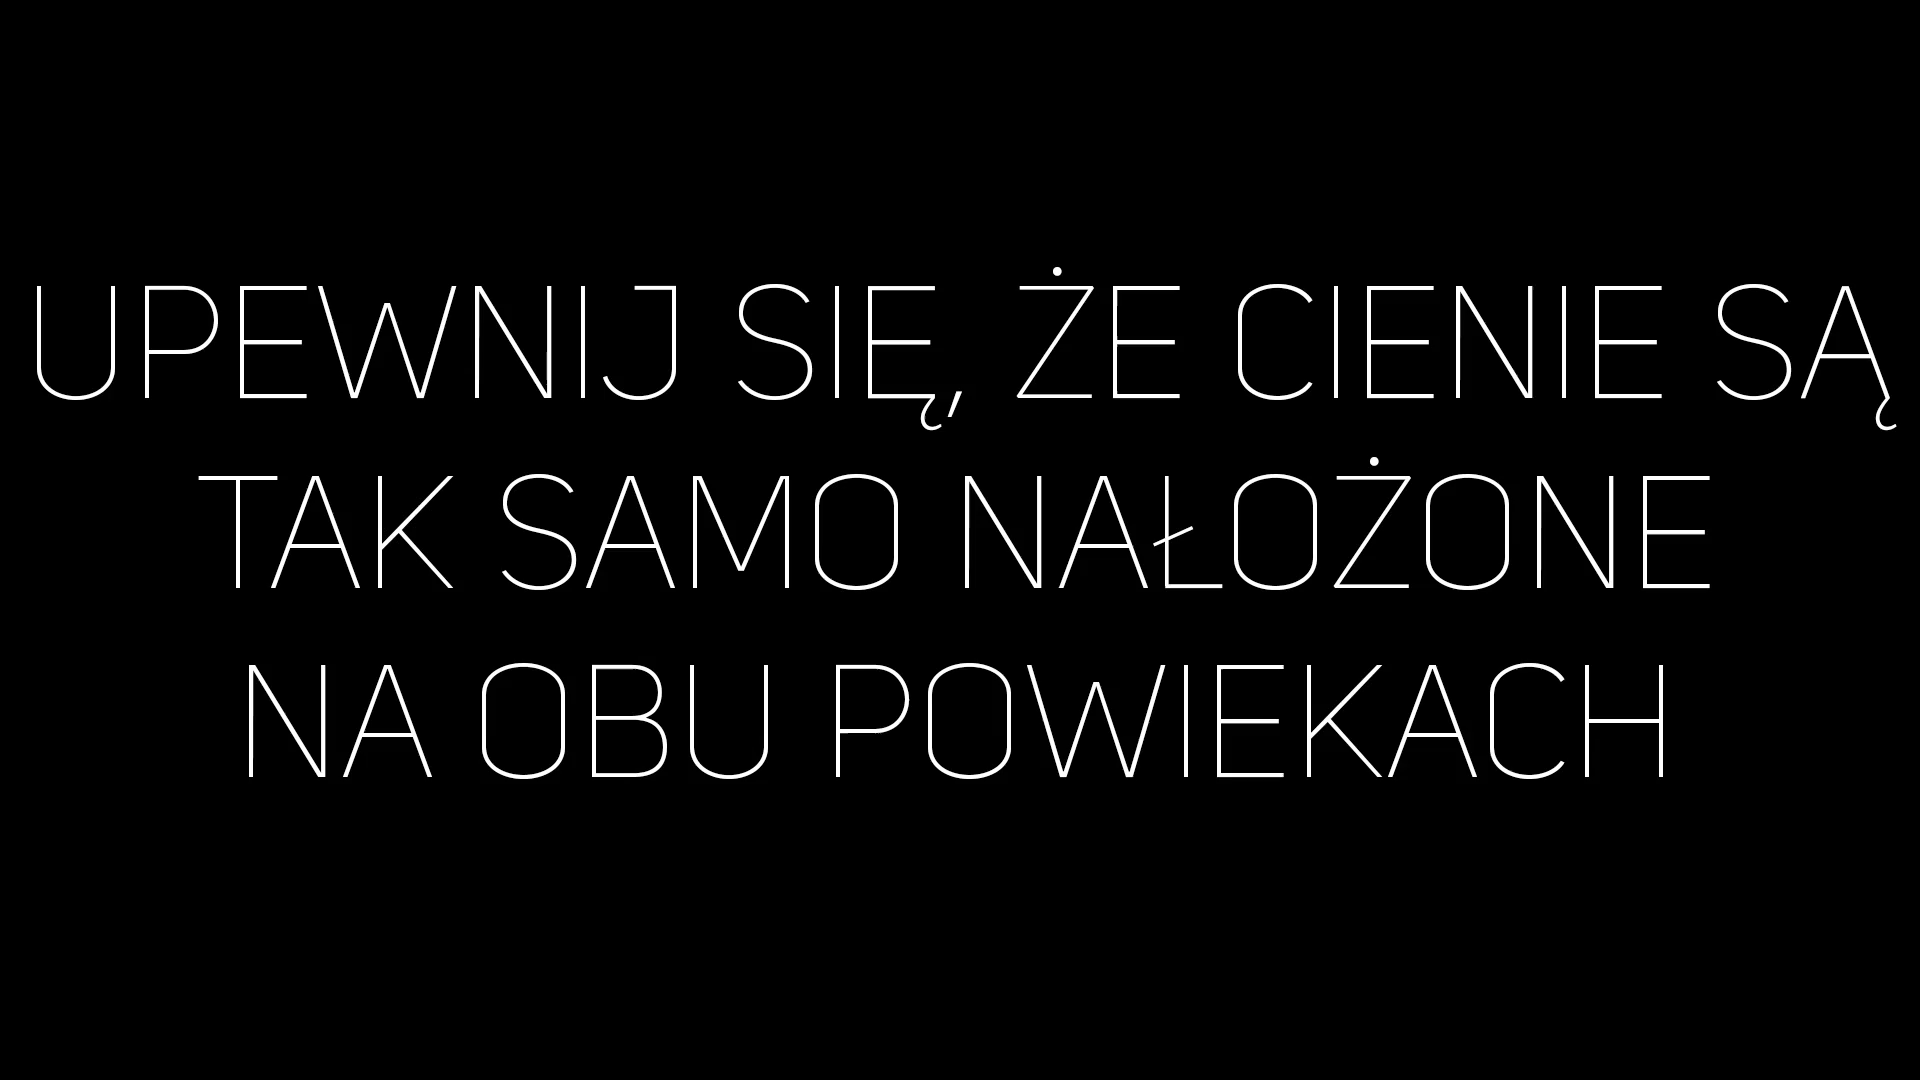 UPEWNIJ SIĘ, ŻE CIENIE SĄ
TAK SAMO NAŁOŻONE
NA OBU POWIEKACH